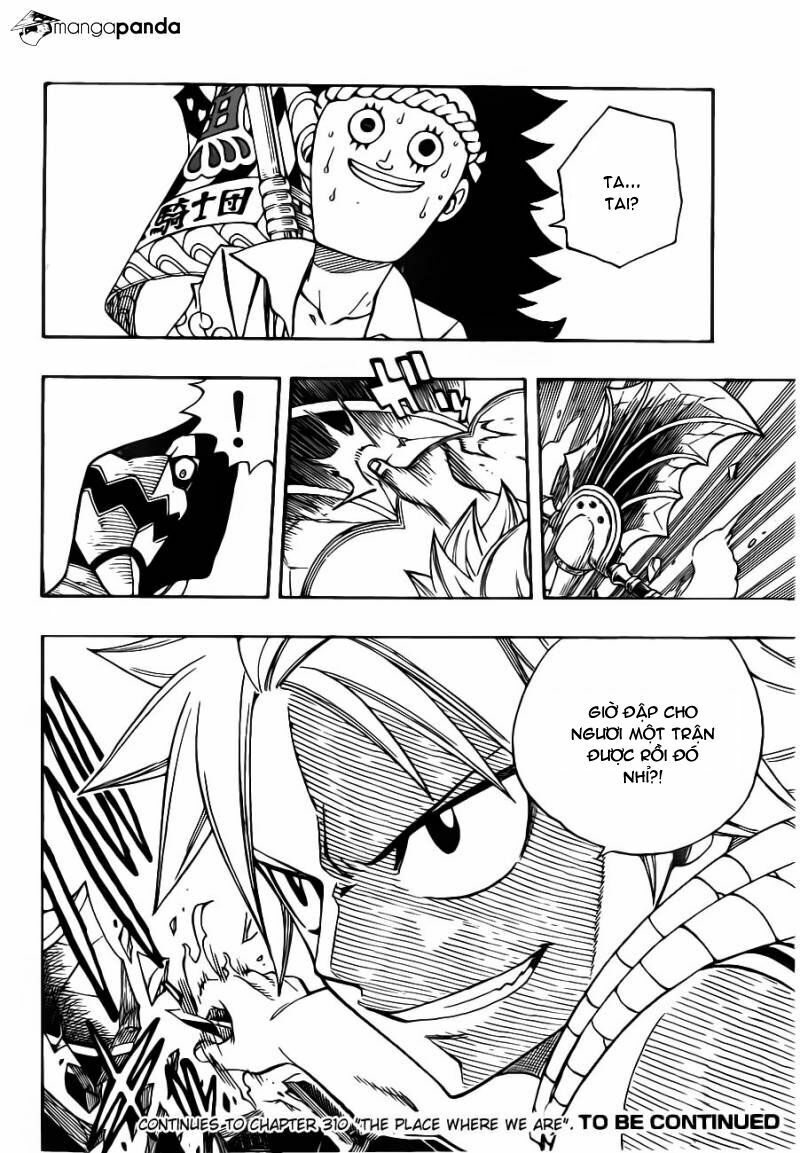 mangapanda
TA...
TAI?
騎士団
!
GIỜ ĐẬP CHO
NGƯƠI MỘT TRẬN
ĐƯỢC RỒI ĐÓ
NHỈ?!
CONTINUES TO CHAPTER 310 "THE PLACE WHERE WE ARE". TO BE CONTINUED